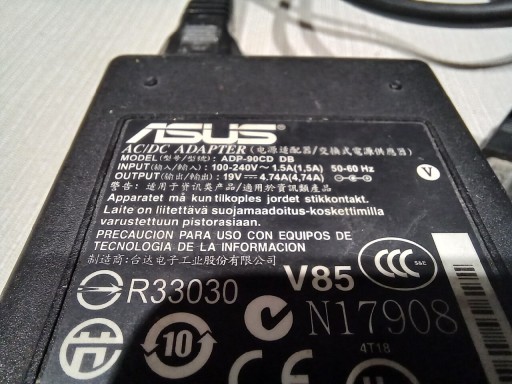 ASUS
AC/DC ADAPTER (电源适配器/交换式電源供應器)
MODEL(型号/型號): ADP-90CD DB
INPUT(输入/輸入): 100-240V~ 1.5A(1,5A) 50-60 Hz
OUTPUT(输出/輸出): 19V⎓ 4.74A(4,74A)
V
警告: 适用于资讯类产品/適用於資訊類產品
Apparatet må kun tilkoples jordet stikkontakt.
Laite on liitettävä suojamaadoitus-koskettimilla
varustettuun pistorasiaan.
PRECAUCION PARA USO CON EQUIPOS DE
TECNOLOGIA DE LA INFORMACION
制造商: 台达电子工业股份有限公司
V85
CCC
S&E
R33030
N17908
10
CE
4T18